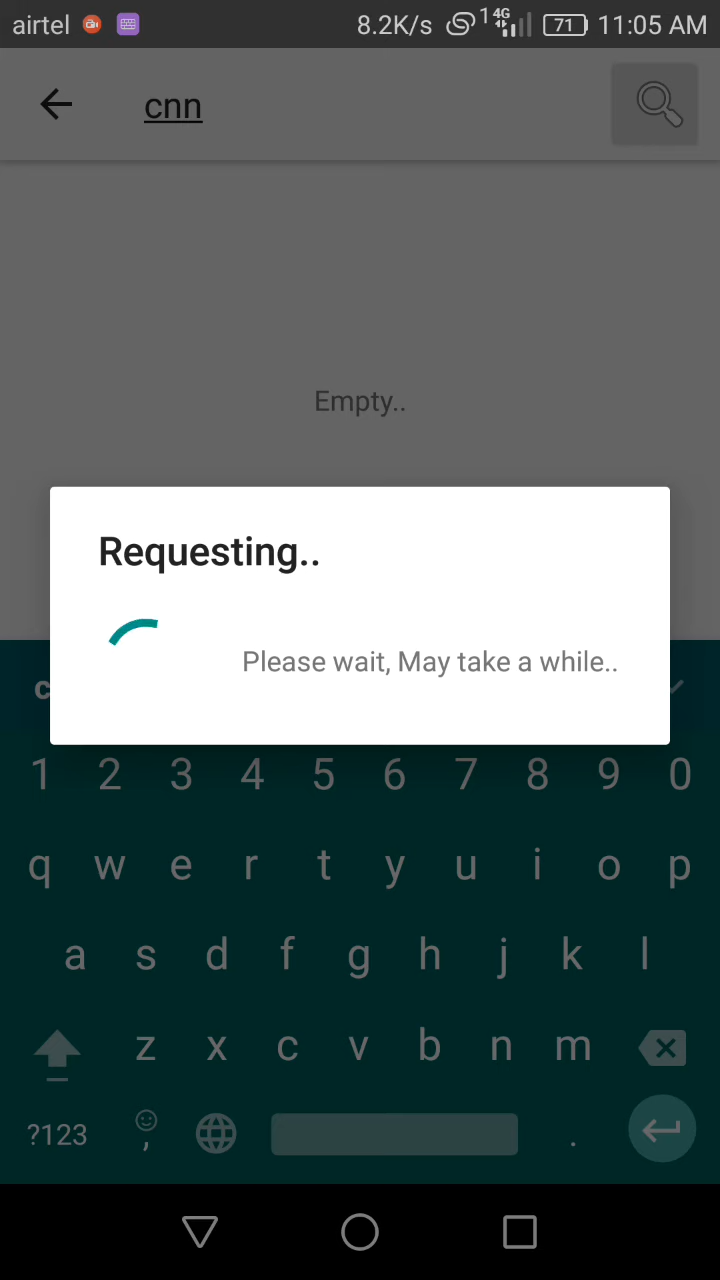 airtel 8.2K/s 1 4G 71 11:05 AM
cnn
Empty..
Requesting..
Please wait, May take a while..
c
1 2 3 4 5 6 7 8 9 0
q w e r t y u i o p
a s d f g h j k l
z x c v b n m
?123 , .